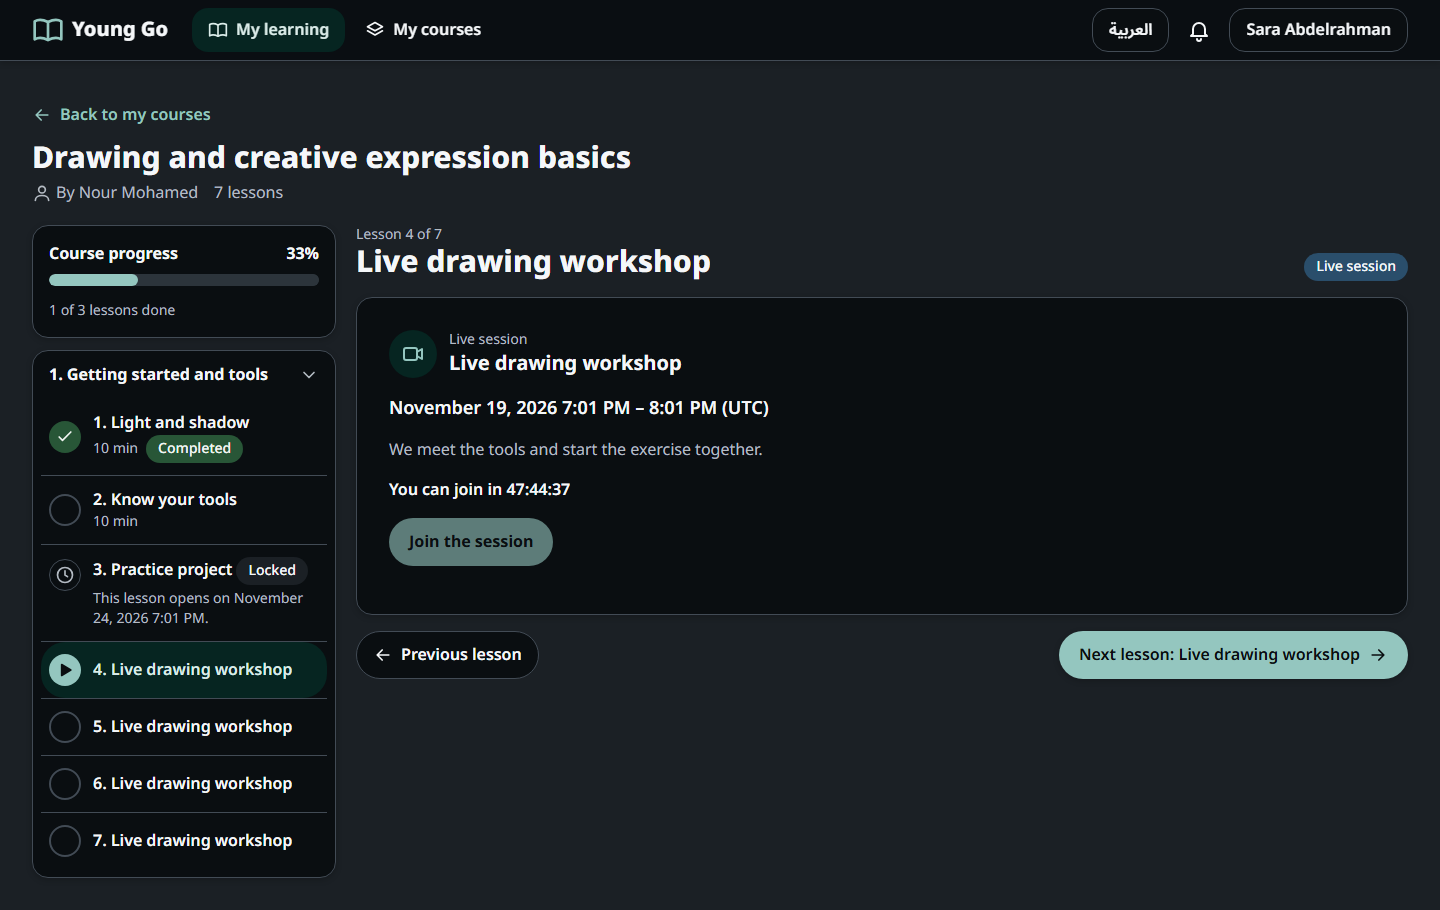 Young Go
My learning
My courses
العربية
Sara Abdelrahman
Back to my courses
Drawing and creative expression basics
By Nour Mohamed 7 lessons
Course progress 33%
1 of 3 lessons done
1. Getting started and tools
1. Light and shadow
10 min Completed
2. Know your tools
10 min
3. Practice project Locked
This lesson opens on November
24, 2026 7:01 PM.
4. Live drawing workshop
5. Live drawing workshop
6. Live drawing workshop
7. Live drawing workshop
Lesson 4 of 7
Live drawing workshop
Live session
Live session
Live drawing workshop
November 19, 2026 7:01 PM – 8:01 PM (UTC)
We meet the tools and start the exercise together.
You can join in 47:44:37
Join the session
Previous lesson
Next lesson: Live drawing workshop